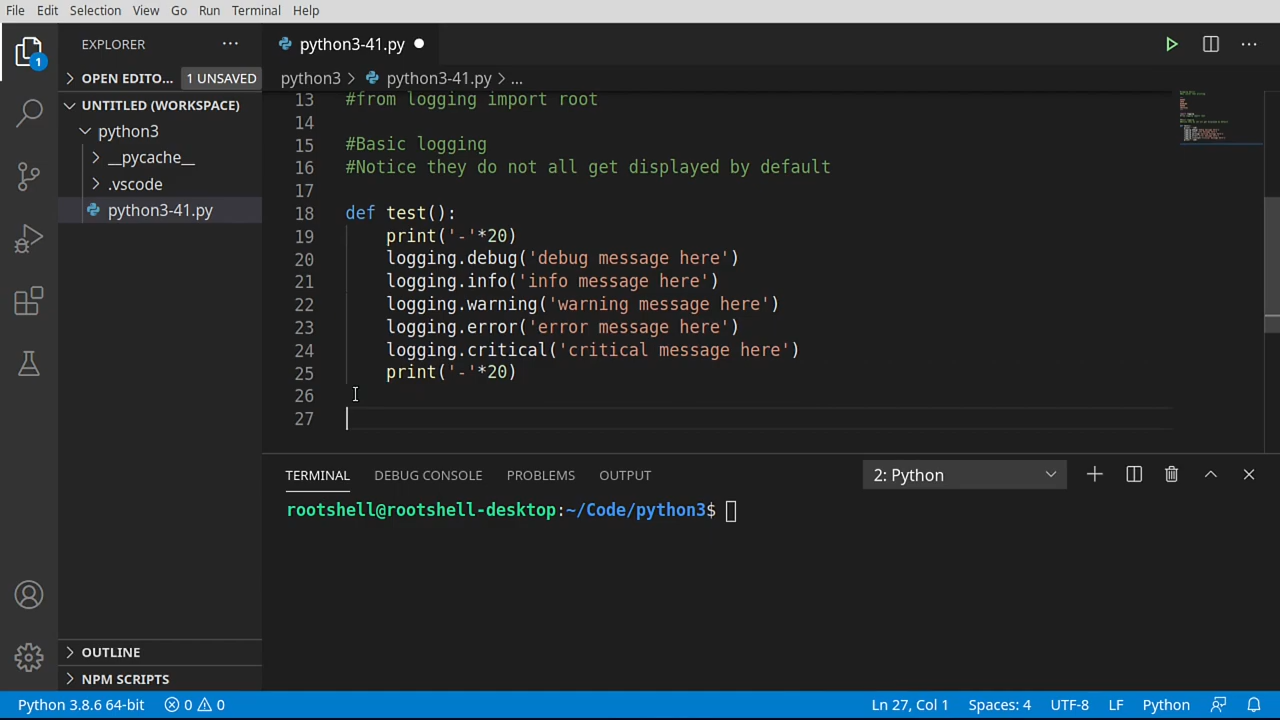 File Edit Selection View Go Run Terminal Help
EXPLORER
python3-41.py
OPEN EDITO... 1 UNSAVED
python3 > python3-41.py > ...
UNTITLED (WORKSPACE)
python3
__pycache__
.vscode
python3-41.py
13 #from logging import root
14
15 #Basic logging
16 #Notice they do not all get displayed by default
17
18 def test():
19 print('-'*20)
20 logging.debug('debug message here')
21 logging.info('info message here')
22 logging.warning('warning message here')
23 logging.error('error message here')
24 logging.critical('critical message here')
25 print('-'*20)
26
27
1
TERMINAL DEBUG CONSOLE PROBLEMS OUTPUT 2: Python
rootshell@rootshell-desktop:~/Code/python3$
OUTLINE
NPM SCRIPTS
Python 3.8.6 64-bit 0 0 Ln 27, Col 1 Spaces: 4 UTF-8 LF Python